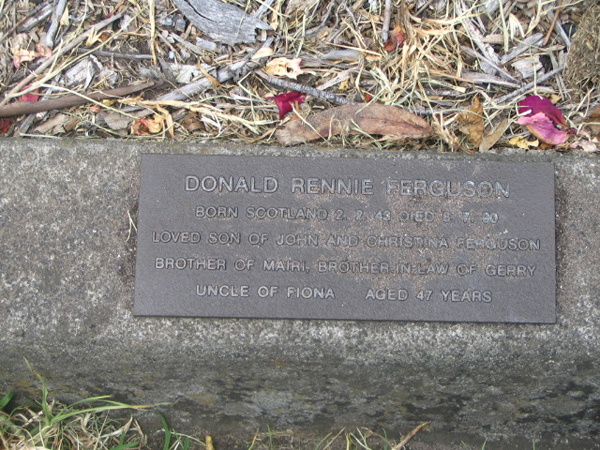 DONALD RENNIE FERGUSON
BORN SCOTLAND 2. 2. 43 DIED 8. 7. 90
LOVED SON OF JOHN AND CHRISTINA FERGUSON
BROTHER OF MAIRI, BROTHER-IN-LAW OF GERRY
UNCLE OF FIONA AGED 47 YEARS